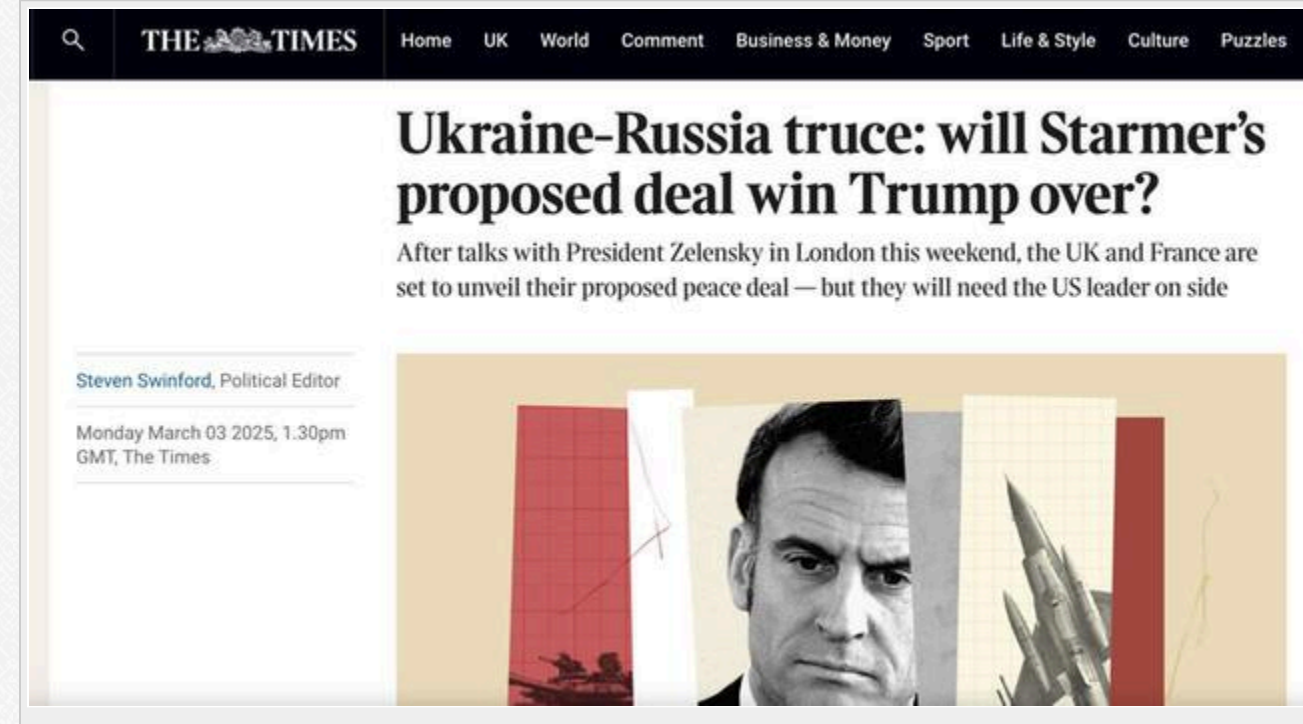 THE TIMES
Home UK World Comment Business & Money Sport Life & Style Culture Puzzles
Ukraine-Russia truce: will Starmer's
proposed deal win Trump over?
After talks with President Zelensky in London this weekend, the UK and France are
set to unveil their proposed peace deal — but they will need the US leader on side
Steven Swinford, Political Editor
Monday March 03 2025, 1.30pm
GMT, The Times